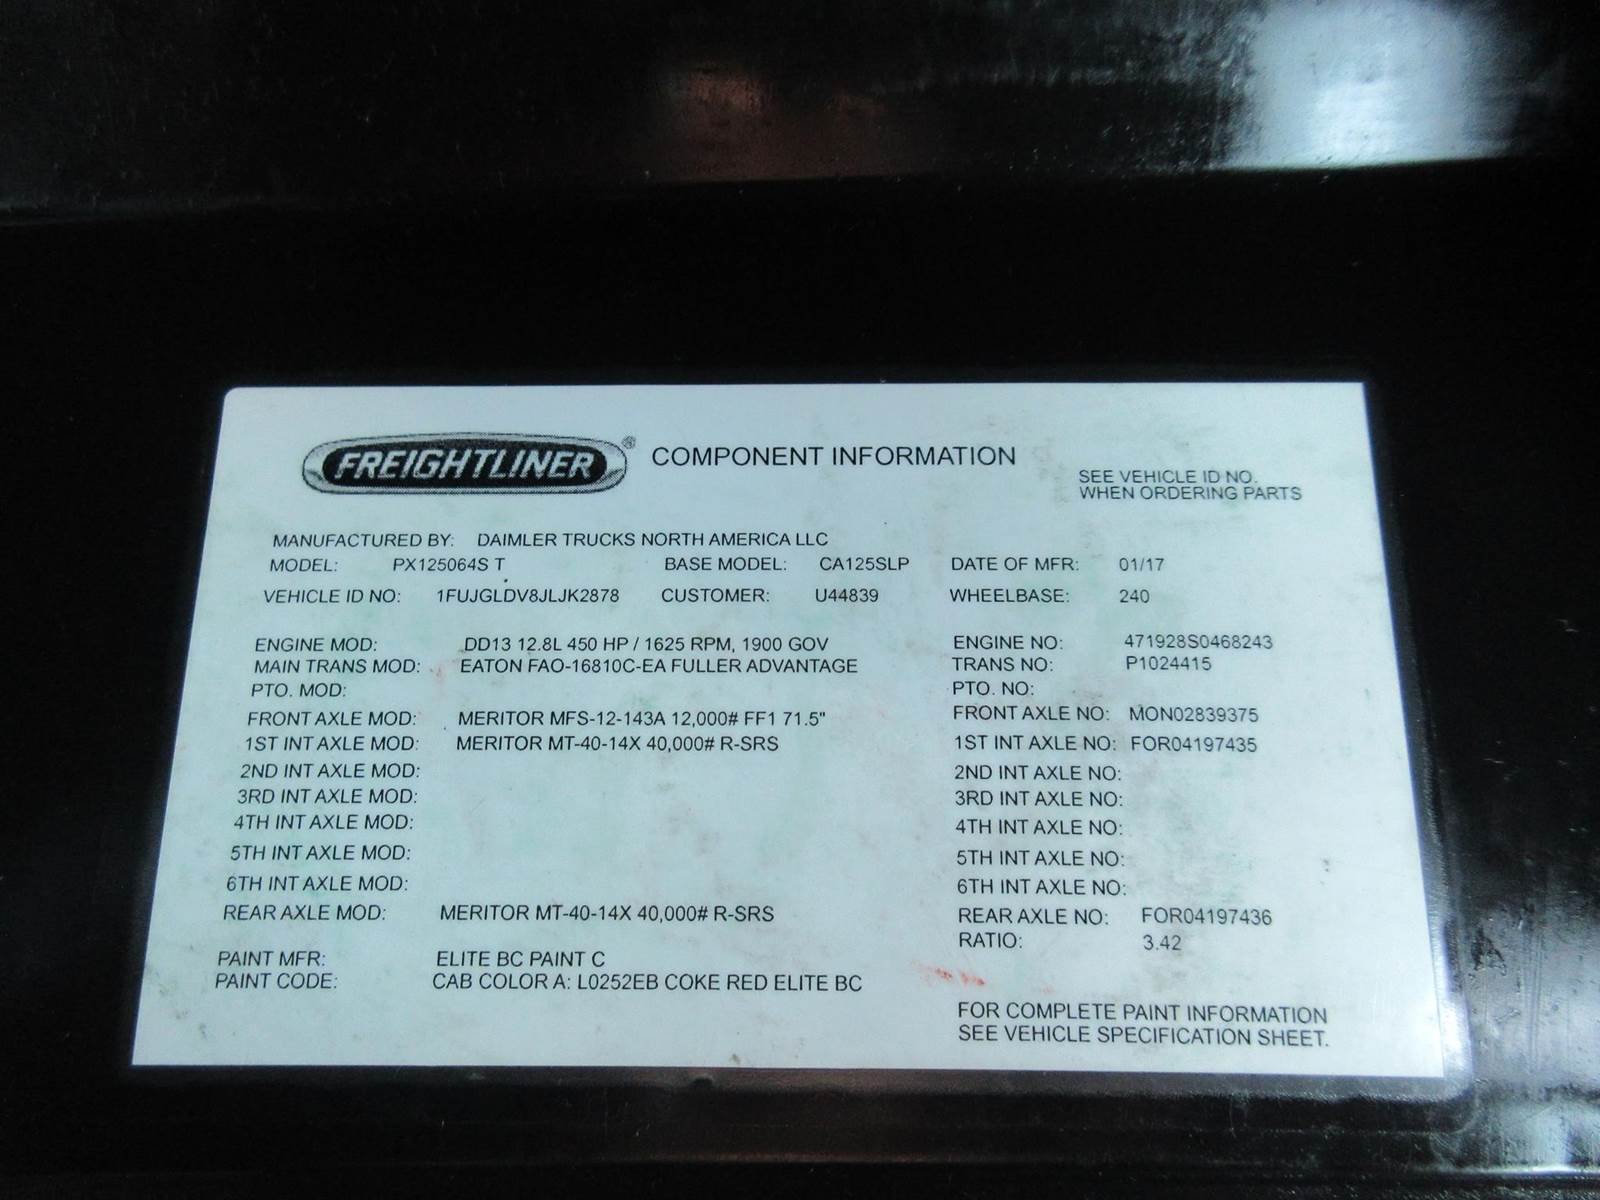 FREIGHTLINER® COMPONENT INFORMATION
SEE VEHICLE ID NO.
WHEN ORDERING PARTS
MANUFACTURED BY: DAIMLER TRUCKS NORTH AMERICA LLC
MODEL: PX125064S T BASE MODEL: CA125SLP DATE OF MFR: 01/17
VEHICLE ID NO: 1FUJGLDV8JLJK2878 CUSTOMER: U44839 WHEELBASE: 240
ENGINE MOD: DD13 12.8L 450 HP / 1625 RPM, 1900 GOV ENGINE NO: 471928S0468243
MAIN TRANS MOD: EATON FAO-16810C-EA FULLER ADVANTAGE TRANS NO: P1024415
PTO. MOD: PTO. NO:
FRONT AXLE MOD: MERITOR MFS-12-143A 12,000# FF1 71.5" FRONT AXLE NO: MON02839375
1ST INT AXLE MOD: MERITOR MT-40-14X 40,000# R-SRS 1ST INT AXLE NO: FOR04197435
2ND INT AXLE MOD: 2ND INT AXLE NO:
3RD INT AXLE MOD: 3RD INT AXLE NO:
4TH INT AXLE MOD: 4TH INT AXLE NO:
5TH INT AXLE MOD: 5TH INT AXLE NO:
6TH INT AXLE MOD: 6TH INT AXLE NO:
REAR AXLE MOD: MERITOR MT-40-14X 40,000# R-SRS REAR AXLE NO: FOR04197436
RATIO: 3.42
PAINT MFR: ELITE BC PAINT C
PAINT CODE: CAB COLOR A: L0252EB COKE RED ELITE BC
FOR COMPLETE PAINT INFORMATION
SEE VEHICLE SPECIFICATION SHEET.